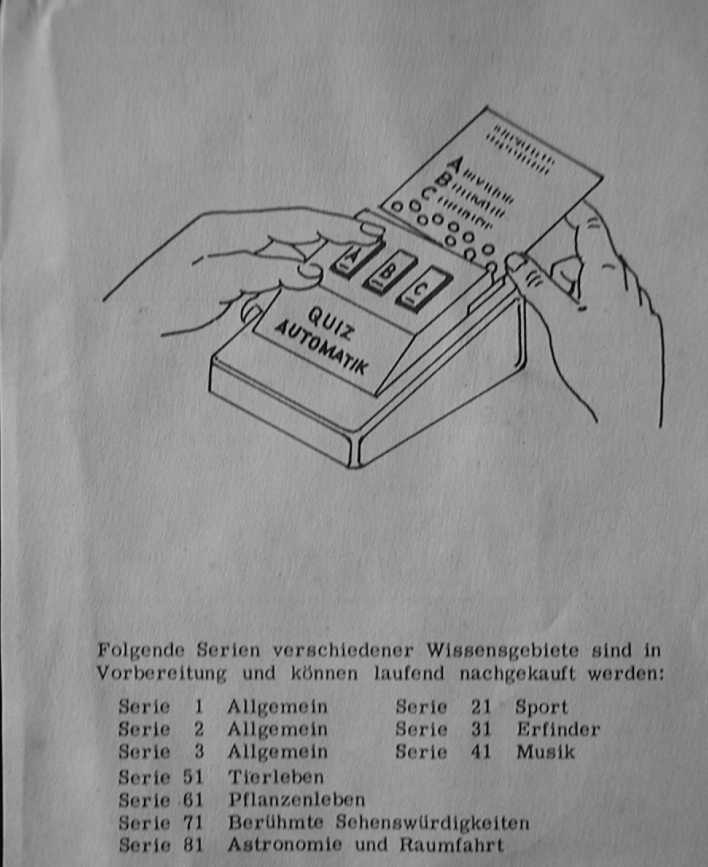 A
B
C
A B C
QUIZ
AUTOMATIK
Folgende Serien verschiedener Wissensgebiete sind in
Vorbereitung und können laufend nachgekauft werden:
Serie 1 Allgemein Serie 21 Sport
Serie 2 Allgemein Serie 31 Erfinder
Serie 3 Allgemein Serie 41 Musik
Serie 51 Tierleben
Serie 61 Pflanzenleben
Serie 71 Berühmte Sehenswürdigkeiten
Serie 81 Astronomie und Raumfahrt